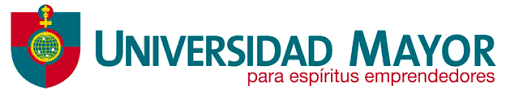 UNIVERSIDAD MAYOR
para espíritus emprendedores